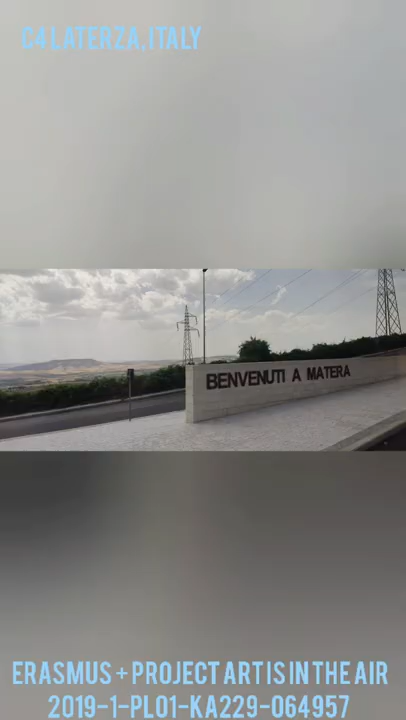 C4 LATERZA, ITALY
BENVENUTI A MATERA
ERASMUS + PROJECT ART IS IN THE AIR
2019-1-PL01-KA229-064957